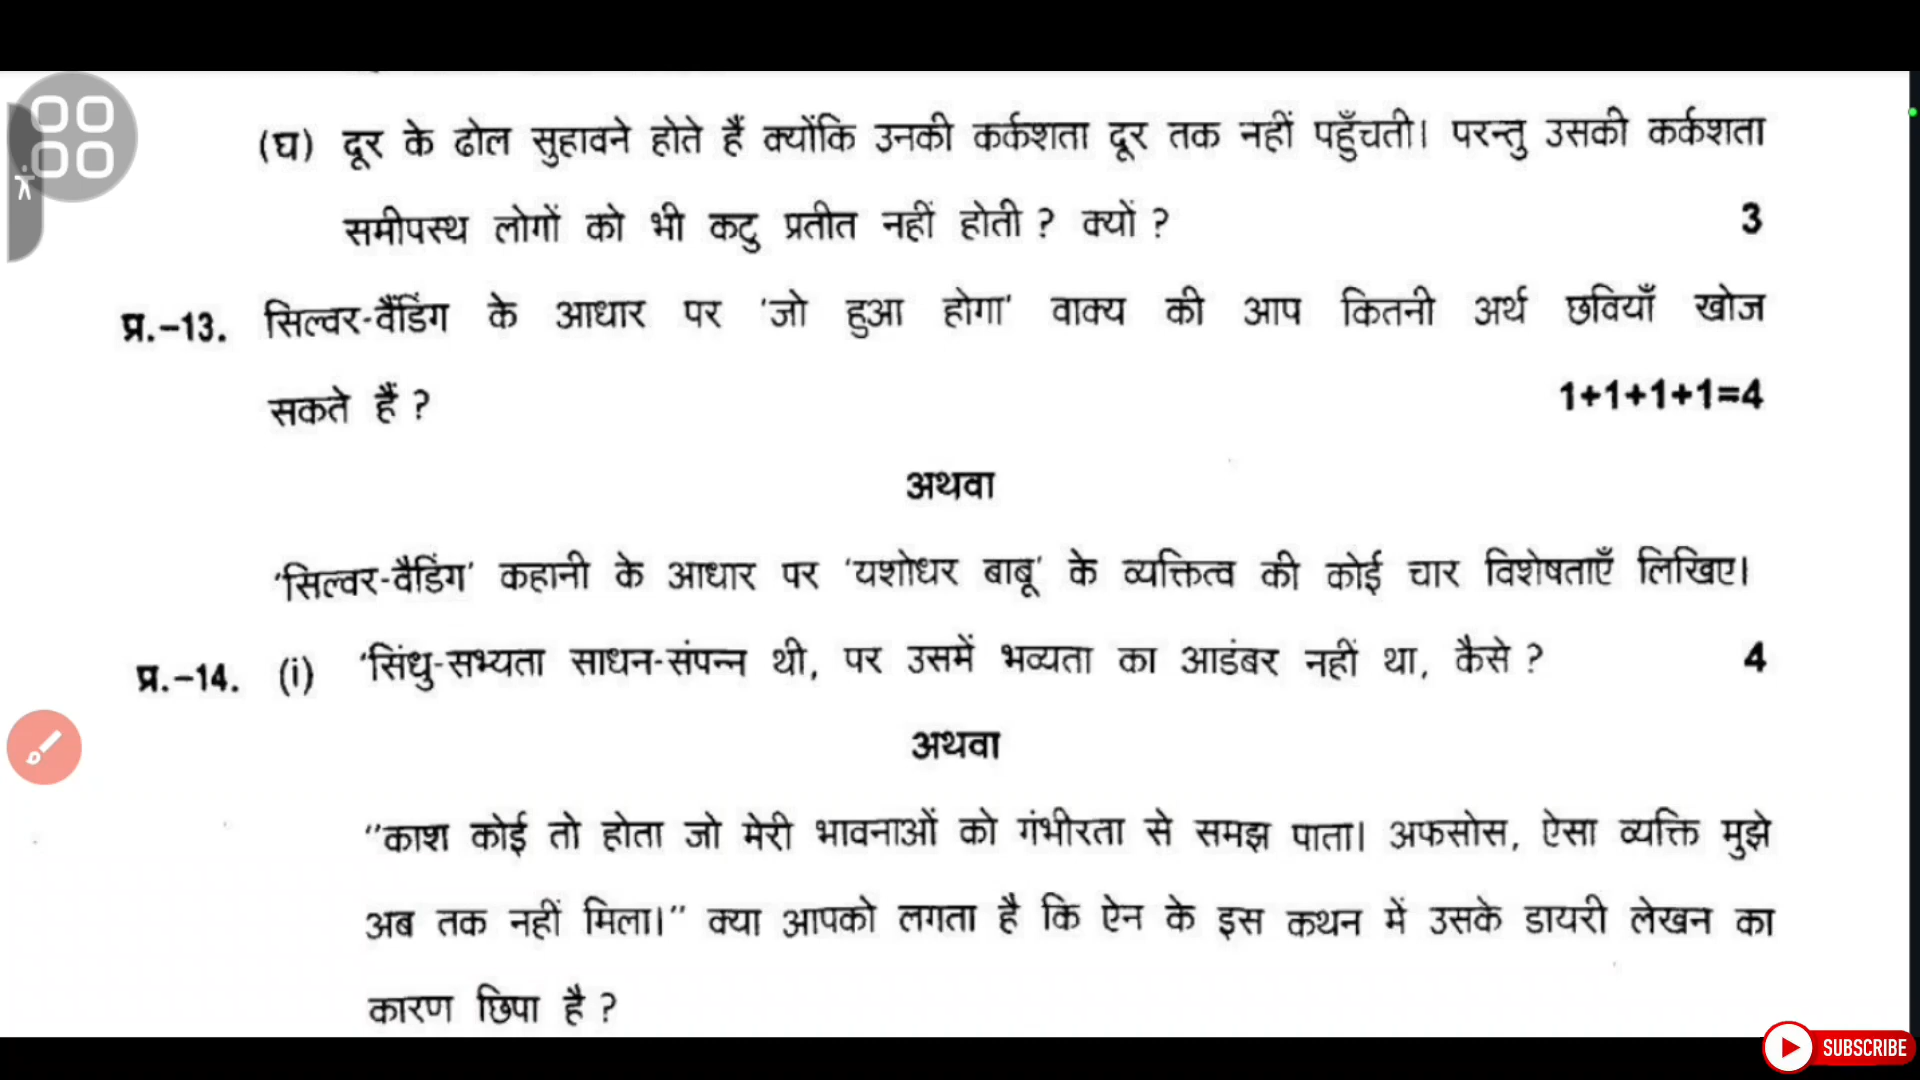 (घ) दूर के ढोल सुहावने होते हैं क्योंकि उनकी कर्कशता दूर तक नहीं पहुँचती। परन्तु उसकी कर्कशता
समीपस्थ लोगों को भी कटु प्रतीत नहीं होती ? क्यों ? 3
प्र.–13. सिल्वर-वैंडिंग के आधार पर 'जो हुआ होगा' वाक्य की आप कितनी अर्थ छवियाँ खोज
सकते हैं ? 1+1+1+1=4
अथवा
'सिल्वर-वैडिंग' कहानी के आधार पर 'यशोधर बाबू' के व्यक्तित्व की कोई चार विशेषताएँ लिखिए।
प्र.–14. (i) 'सिंधु-सभ्यता साधन-संपन्न थी, पर उसमें भव्यता का आडंबर नहीं था, कैसे ? 4
अथवा
''काश कोई तो होता जो मेरी भावनाओं को गंभीरता से समझ पाता। अफसोस, ऐसा व्यक्ति मुझे
अब तक नहीं मिला।'' क्या आपको लगता है कि ऐन के इस कथन में उसके डायरी लेखन का
कारण छिपा है ?
SUBSCRIBE